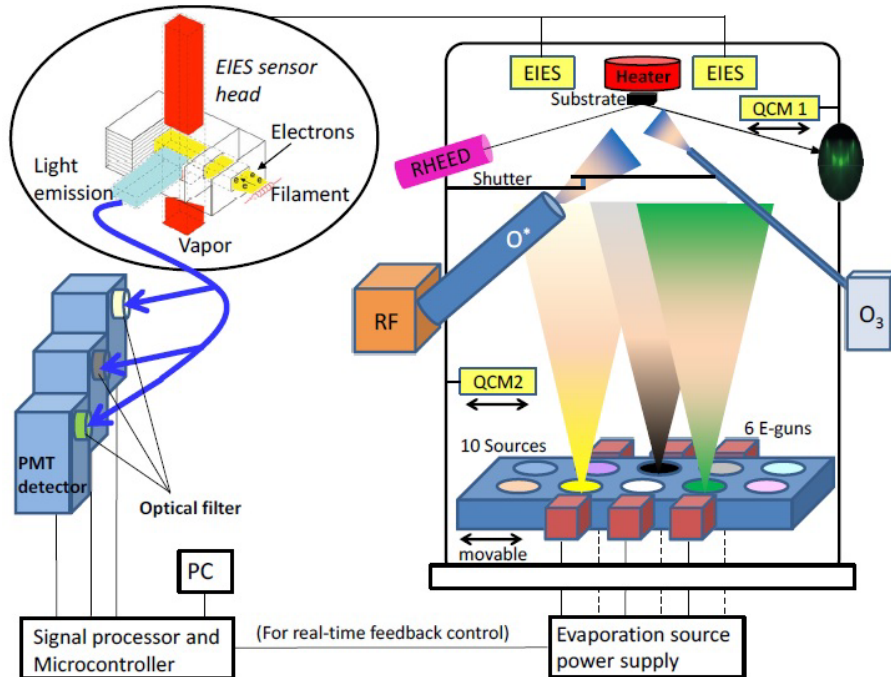 EIES sensor
head
Electrons
Light
emission
Filament
Vapor
EIES
Heater
EIES
Substrate
QCM 1
RHEED
Shutter
O*
RF
O3
QCM2
10 Sources
6 E-guns
movable
PMT
detector
Optical filter
PC
Signal processor and
Microcontroller
(For real-time feedback control)
Evaporation source
power supply
e
e
e